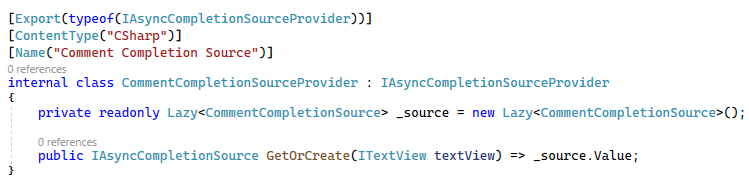 [Export(typeof(IAsyncCompletionSourceProvider))]
[ContentType("CSharp")]
[Name("Comment Completion Source")]
0 references
internal class CommentCompletionSourceProvider : IAsyncCompletionSourceProvider
{
    private readonly Lazy<CommentCompletionSource> _source = new Lazy<CommentCompletionSource>();
    0 references
    public IAsyncCompletionSource GetOrCreate(ITextView textView) => _source.Value;
}